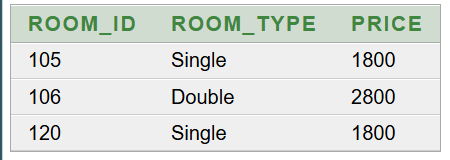 ROOM_ID ROOM_TYPE PRICE
105 Single 1800
106 Double 2800
120 Single 1800